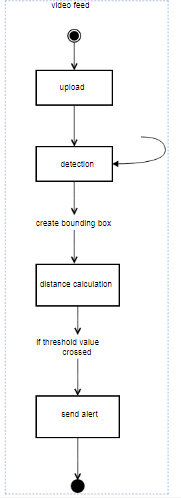 video feed
upload
detection
create bounding box
distance calculation
if threshold value
crossed
send alert